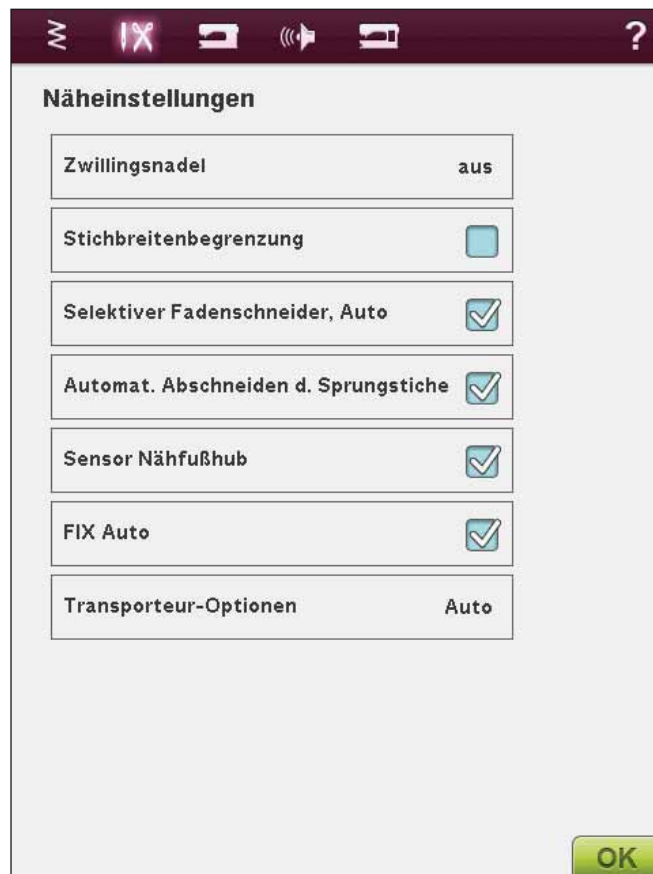 ?
Näheinstellungen
Zwillingsnadel aus
Stichbreitenbegrenzung
Selektiver Fadenschneider, Auto
Automat. Abschneiden d. Sprungstiche
Sensor Nähfußhub
FIX Auto
Transporteur-Optionen Auto
OK